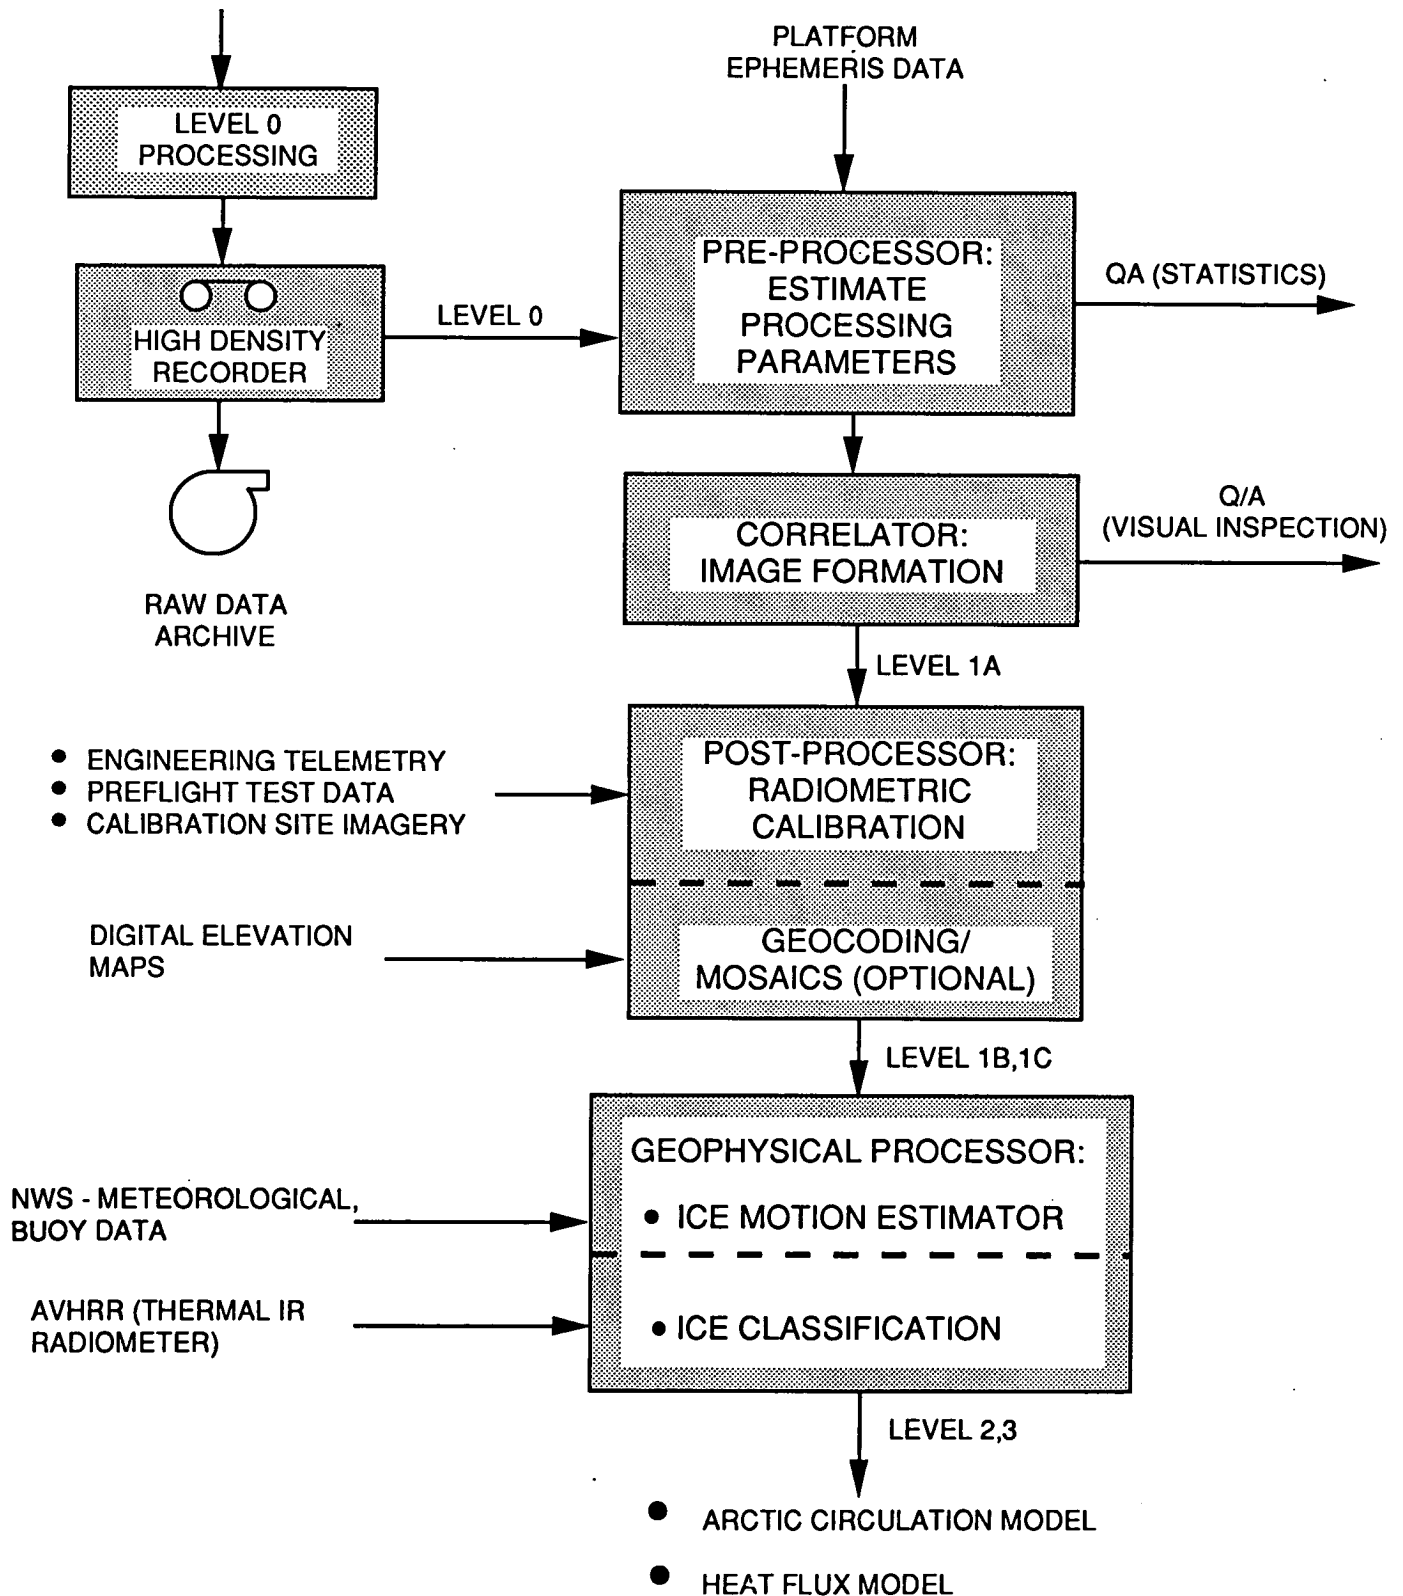 LEVEL 0
PROCESSING
HIGH DENSITY
RECORDER
RAW DATA
ARCHIVE
LEVEL 0
PLATFORM
EPHEMERIS DATA
PRE-PROCESSOR:
ESTIMATE
PROCESSING
PARAMETERS
QA (STATISTICS)
CORRELATOR:
IMAGE FORMATION
Q/A
(VISUAL INSPECTION)
LEVEL 1A
● ENGINEERING TELEMETRY
● PREFLIGHT TEST DATA
● CALIBRATION SITE IMAGERY
POST-PROCESSOR:
RADIOMETRIC
CALIBRATION
DIGITAL ELEVATION
MAPS
GEOCODING/
MOSAICS (OPTIONAL)
LEVEL 1B,1C
GEOPHYSICAL PROCESSOR:
NWS - METEOROLOGICAL,
BUOY DATA
● ICE MOTION ESTIMATOR
AVHRR (THERMAL IR
RADIOMETER)
● ICE CLASSIFICATION
LEVEL 2,3
● ARCTIC CIRCULATION MODEL
● HEAT FLUX MODEL